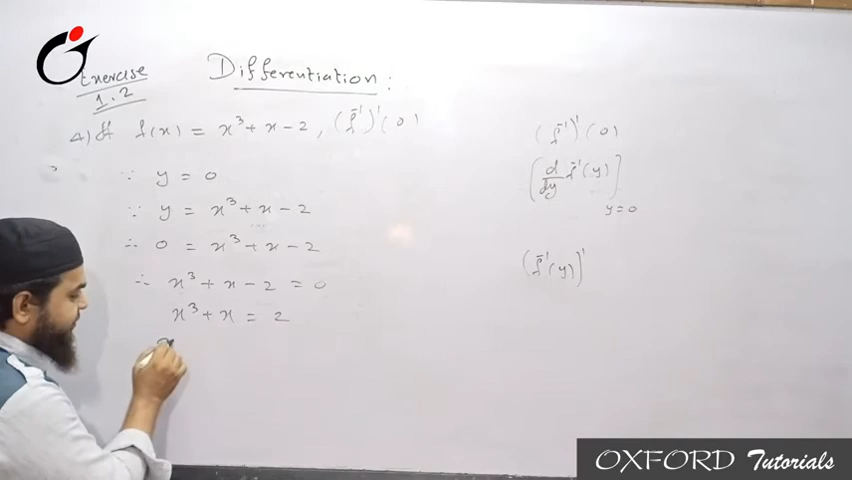 Exercise 1.2
Differentiation :
4) If f(x) = x³ + x - 2 , (f⁻¹)'(0)
∵ y = 0
∵ y = x³ + x - 2
∴ 0 = x³ + x - 2
∴ x³ + x - 2 = 0
x³ + x = 2
(f⁻¹)'(0)
(d/dy f⁻¹(y)) y=0
(f⁻¹(y))'
OXFORD Tutorials